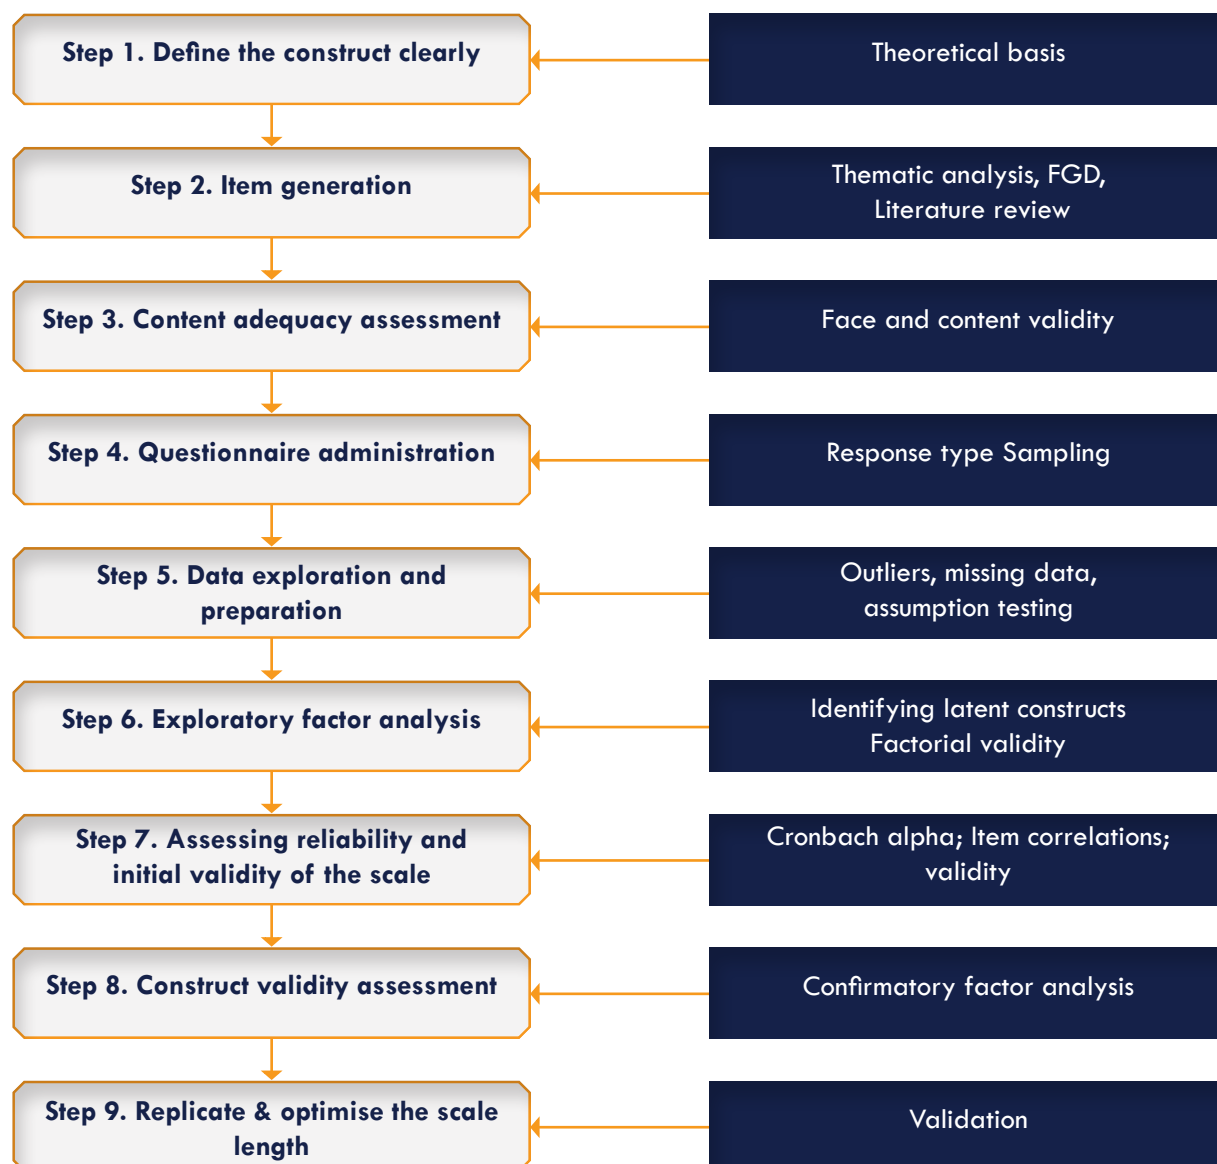 Step 1. Define the construct clearly
Theoretical basis
Step 2. Item generation
Thematic analysis, FGD,
Literature review
Step 3. Content adequacy assessment
Face and content validity
Step 4. Questionnaire administration
Response type Sampling
Step 5. Data exploration and
preparation
Outliers, missing data,
assumption testing
Step 6. Exploratory factor analysis
Identifying latent constructs
Factorial validity
Step 7. Assessing reliability and
initial validity of the scale
Cronbach alpha; Item correlations;
validity
Step 8. Construct validity assessment
Confirmatory factor analysis
Step 9. Replicate & optimise the scale
length
Validation